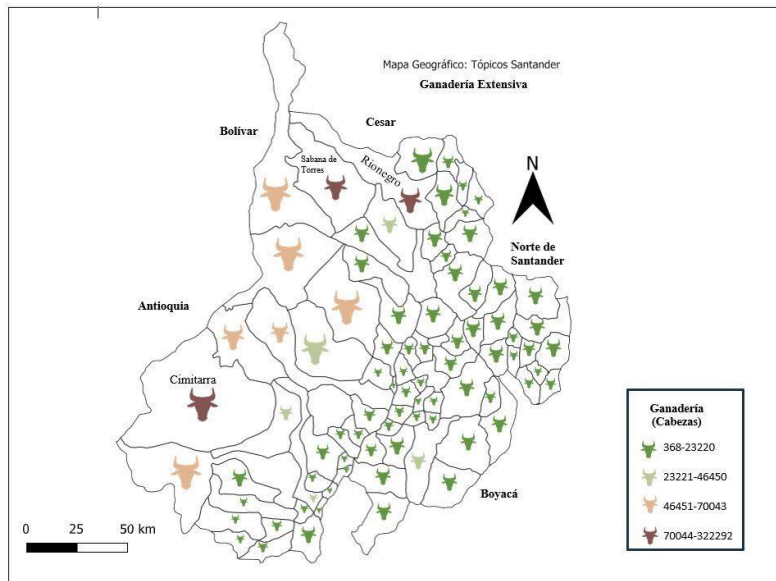 Mapa Geográfico: Tópicos Santander
Ganadería Extensiva
Cesar
Bolívar
Sabana de
Torres
Rionegro
N
Norte de
Santander
Antioquia
Cimitarra
Boyacá
Ganadería
(Cabezas)
368-23220
23221-46450
46451-70043
70044-322292
0 25 50 km